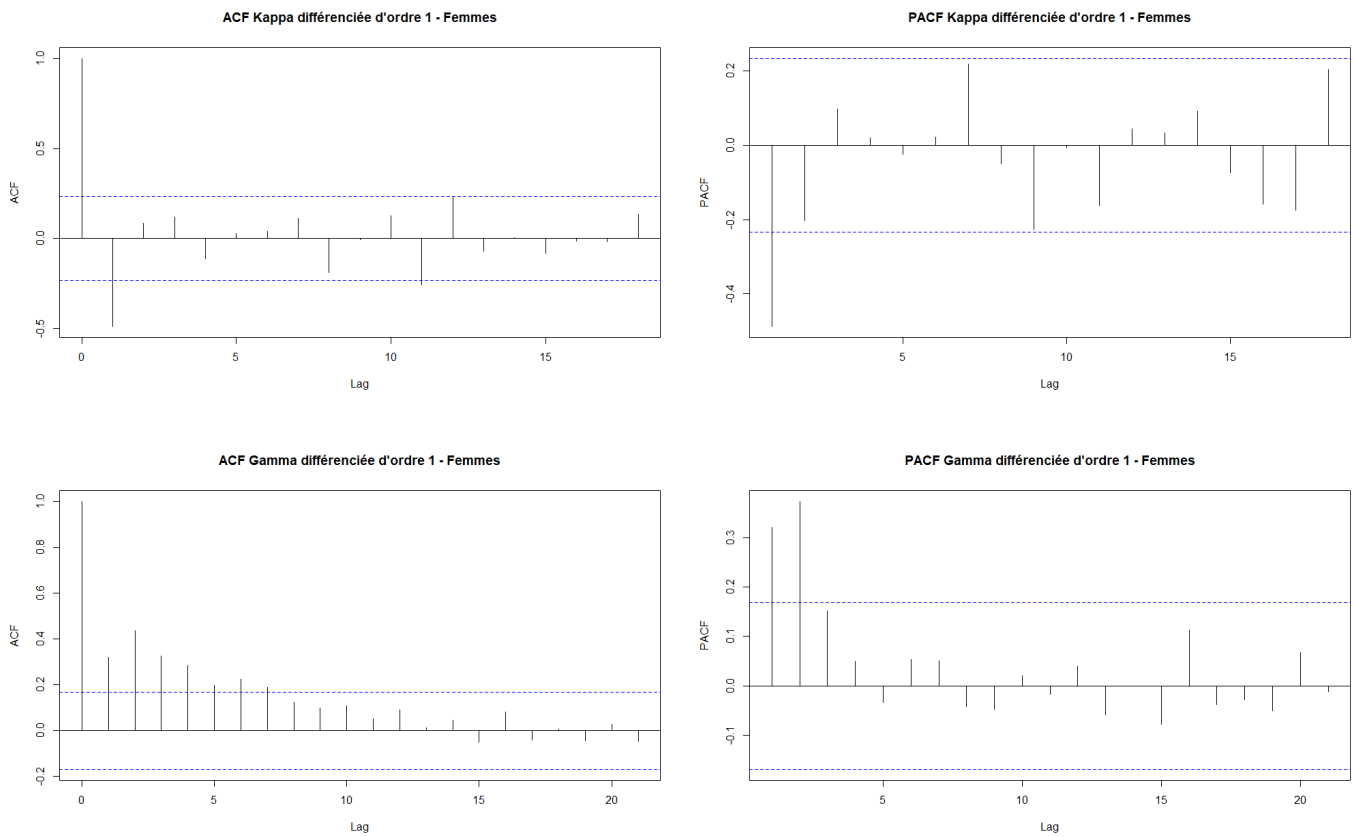 ACF Kappa différenciée d'ordre 1 - Femmes
ACF
1.0
0.5
0.0
-0.5
0 5 10 15
Lag
PACF Kappa différenciée d'ordre 1 - Femmes
PACF
0.2
0.0
-0.2
-0.4
5 10 15
Lag
ACF Gamma différenciée d'ordre 1 - Femmes
ACF
1.0
0.8
0.6
0.4
0.2
0.0
-0.2
0 5 10 15 20
Lag
PACF Gamma différenciée d'ordre 1 - Femmes
PACF
0.3
0.2
0.1
0.0
-0.1
5 10 15 20
Lag